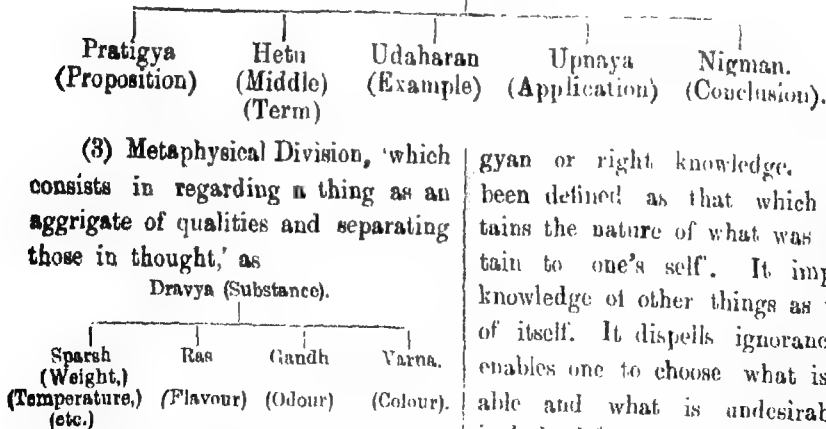 Pratigya Hetu Udaharan Upnaya Nigman.
(Proposition) (Middle) (Example) (Application) (Conclusion).
(Term)
(3) Metaphysical Division, 'which
consists in regarding a thing as an
aggrigate of qualities and separating
those in thought,' as
Dravya (Substance).
Sparsh Ras Gandh Varna.
(Weight,)
(Temperature,) (Flavour) (Odour) (Colour).
(etc.)
gyan or right knowledge.
been defined as that which
tains the nature of what was
tain to one's self'. It imp
knowledge of other things as
of itself. It dispells ignoranc
enables one to choose what is
able and what is undesirab